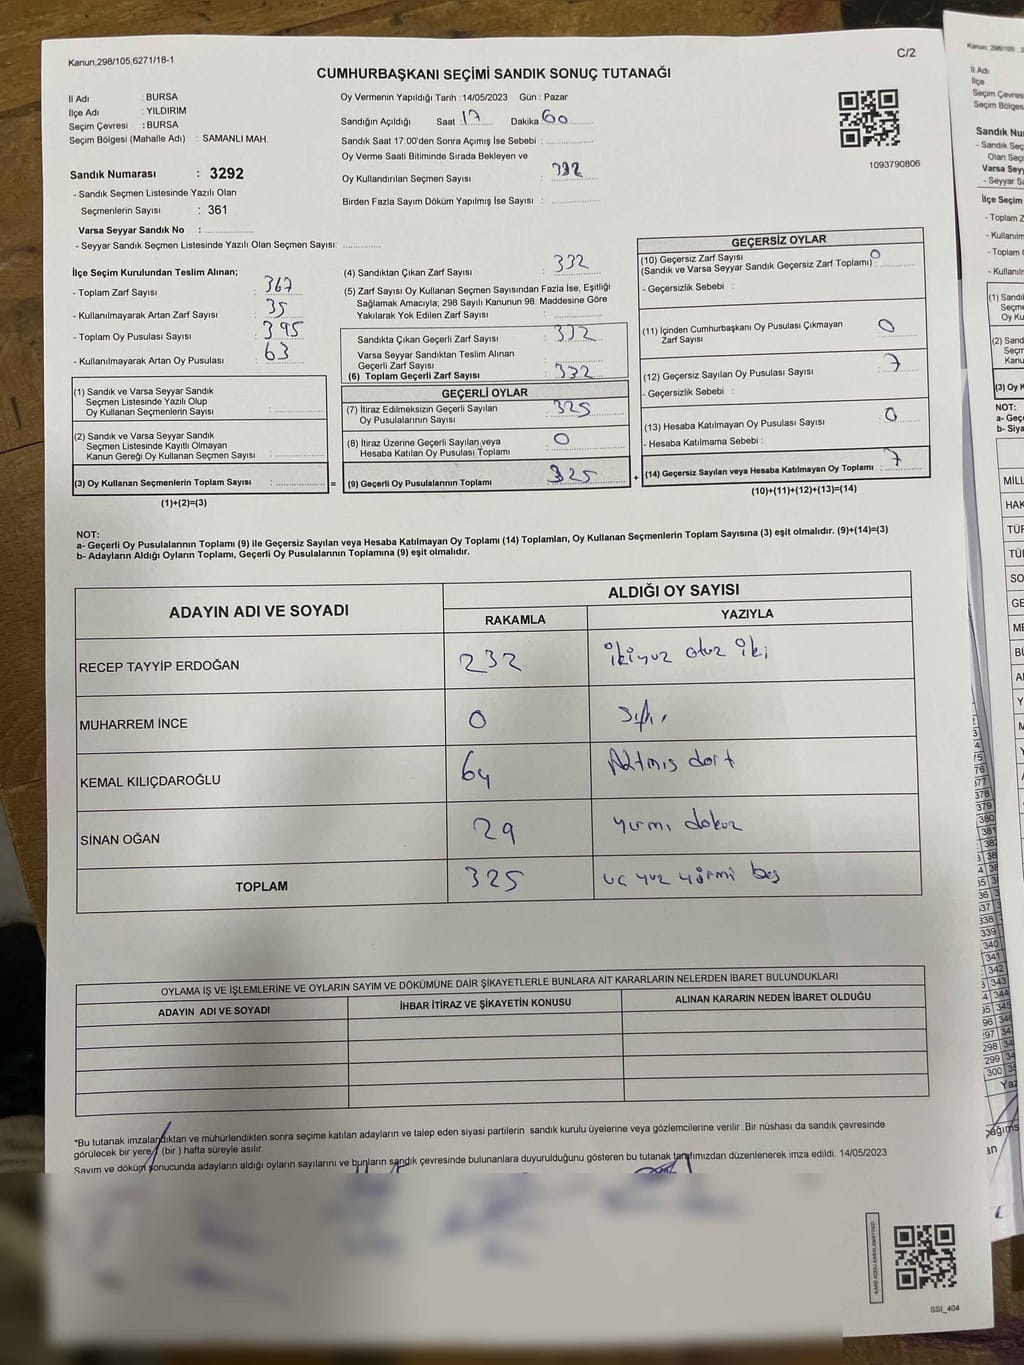 Kanun;298/105;6271/18-1
C/2
CUMHURBAŞKANI SEÇİMİ SANDIK SONUÇ TUTANAĞI
İl Adı : BURSA
İlçe Adı : YILDIRIM
Seçim Çevresi : BURSA
Seçim Bölgesi (Mahalle Adı) : SAMANLI MAH.
Sandık Numarası : 3292
- Sandık Seçmen Listesinde Yazılı Olan
Seçmenlerin Sayısı : 361
Varsa Seyyar Sandık No :
- Seyyar Sandık Seçmen Listesinde Yazılı Olan Seçmen Sayısı:
Oy Vermenin Yapıldığı Tarih : 14/05/2023 Gün : Pazar
Sandığın Açıldığı Saat : 17 Dakika 60
Sandık Saat 17.00'den Sonra Açımış İse Sebebi :
Oy Verme Saati Bitiminde Sırada Bekleyen ve
Oy Kullandırılan Seçmen Sayısı : 332
Birden Fazla Sayım Döküm Yapılmış İse Sayısı :
1093790806
İlçe Seçim Kurulundan Teslim Alınan;
- Toplam Zarf Sayısı : 367
- Kullanılmayarak Artan Zarf Sayısı : 35
- Toplam Oy Pusulası Sayısı : 395
- Kullanılmayarak Artan Oy Pusulası : 63
(1) Sandık ve Varsa Seyyar Sandık
Seçmen Listesinde Yazılı Olup
Oy Kullanan Seçmenlerin Sayısı :
(2) Sandık ve Varsa Seyyar Sandık
Seçmen Listesinde Kayıtlı Olmayan
Kanun Gereği Oy Kullanan Seçmen Sayısı :
(3) Oy Kullanan Seçmenlerin Toplam Sayısı :
(1)+(2)=(3)
=
(4) Sandıktan Çıkan Zarf Sayısı : 332
(5) Zarf Sayısı Oy Kullanan Seçmen Sayısından Fazla İse, Eşitliği
Sağlamak Amacıyla; 298 Sayılı Kanunun 98. Maddesine Göre
Yakılarak Yok Edilen Zarf Sayısı :
Sandıkta Çıkan Geçerli Zarf Sayısı : 332
Varsa Seyyar Sandıktan Teslim Alınan
Geçerli Zarf Sayısı :
(6) Toplam Geçerli Zarf Sayısı : 332
GEÇERLİ OYLAR
(7) İtiraz Edilmeksizin Geçerli Sayılan
Oy Pusulalarının Sayısı : 325
(8) İtiraz Üzerine Geçerli Sayılan veya
Hesaba Katılan Oy Pusulası Toplamı : 0
(9) Geçerli Oy Pusulalarının Toplamı : 325
+
GEÇERSİZ OYLAR
(10) Geçersiz Zarf Sayısı
(Sandık ve Varsa Seyyar Sandık Geçersiz Zarf Toplamı) : 0
- Geçersizlik Sebebi :
(11) İçinden Cumhurbaşkanı Oy Pusulası Çıkmayan
Zarf Sayısı : 0
(12) Geçersiz Sayılan Oy Pusulası Sayısı : 7
- Geçersizlik Sebebi :
(13) Hesaba Katılmayan Oy Pusulası Sayısı : 0
- Hesaba Katılmama Sebebi :
(14) Geçersiz Sayılan veya Hesaba Katılmayan Oy Toplamı : 7
(10)+(11)+(12)+(13)=(14)
NOT:
a- Geçerli Oy Pusulalarının Toplamı (9) ile Geçersiz Sayılan veya Hesaba Katılmayan Oy Toplamı (14) Toplamları, Oy Kullanan Seçmenlerin Toplam Sayısına (3) eşit olmalıdır. (9)+(14)=(3)
b- Adayların Aldığı Oyların Toplamı, Geçerli Oy Pusulalarının Toplamına (9) eşit olmalıdır.
ADAYIN ADI VE SOYADI
ALDIĞI OY SAYISI
RAKAMLA YAZIYLA
RECEP TAYYİP ERDOĞAN 232 ikiyuz otuz iki
MUHARREM İNCE 0 Sıfır
KEMAL KILIÇDAROĞLU 64 Altmış dört
SİNAN OĞAN 29 yırmı dokuz
TOPLAM 325 uc yuz yirmi beş
OYLAMA İŞ VE İŞLEMLERİNE VE OYLARIN SAYIM VE DÖKÜMÜNE DAİR ŞİKAYETLERLE BUNLARA AİT KARARLARIN NELERDEN İBARET BULUNDUKLARI
ADAYIN ADI VE SOYADI İHBAR İTİRAZ VE ŞİKAYETİN KONUSU ALINAN KARARIN NEDEN İBARET OLDUĞU
*Bu tutanak imzalandıktan ve mühürlendikten sonra seçime katılan adayların ve talep eden siyasi partilerin sandık kurulu üyelerine veya gözlemcilerine verilir .Bir nüshası da sandık çevresinde
görülecek bir yere (bir ) hafta süreyle asılır.
Sayım ve döküm sonucunda adayların aldığı oyların sayılarını ve bunların sandık çevresinde bulunanlara duyurulduğunu gösteren bu tutanak tarafımızdan düzenlenerek imza edildi. 14/05/2023
SSI_404